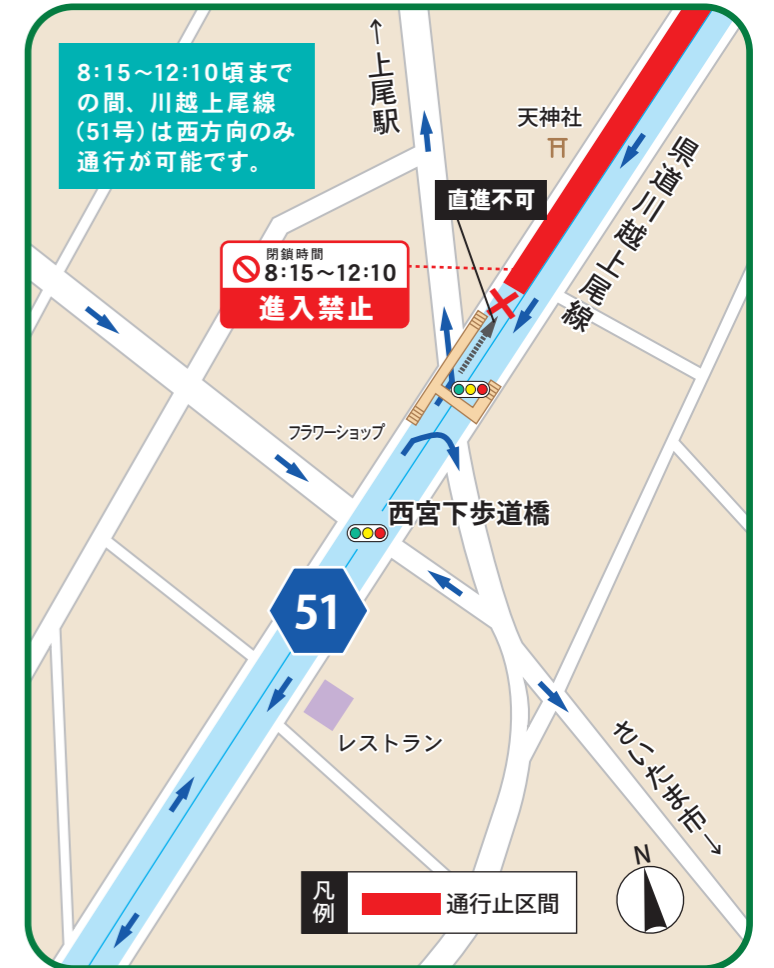 8:15～12:10頃まで
の間、川越上尾線
(51号)は西方向のみ
通行が可能です。
↑上尾駅
天神社
県道川越上尾線
直進不可
閉鎖時間
8:15～12:10
進入禁止
フラワーショップ
西宮下歩道橋
51
レストラン
さいたま市→
N
凡例
通行止区間